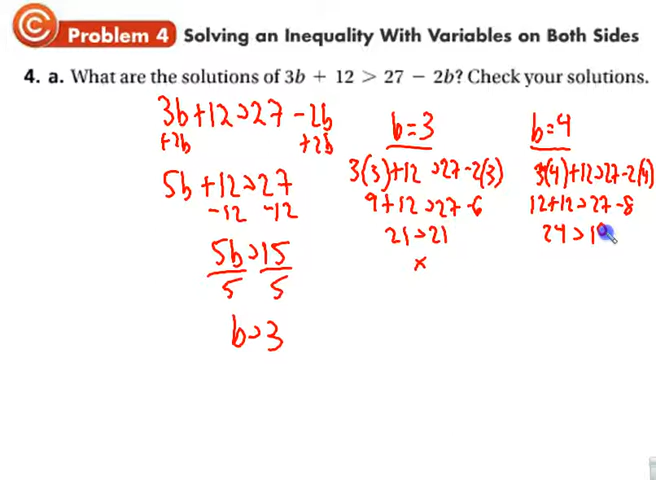 C Problem 4 Solving an Inequality With Variables on Both Sides
4. a. What are the solutions of 3b + 12 > 27 − 2b? Check your solutions.
3b+12>27-2b
+2b +2b
5b+12>27
-12 -12
5b>15
5 5
b>3
b=3
3(3)+12>27-2(3)
9+12>27-6
21>21
x
b=4
3(4)+12>27-2(4)
12+12>27-8
24>19